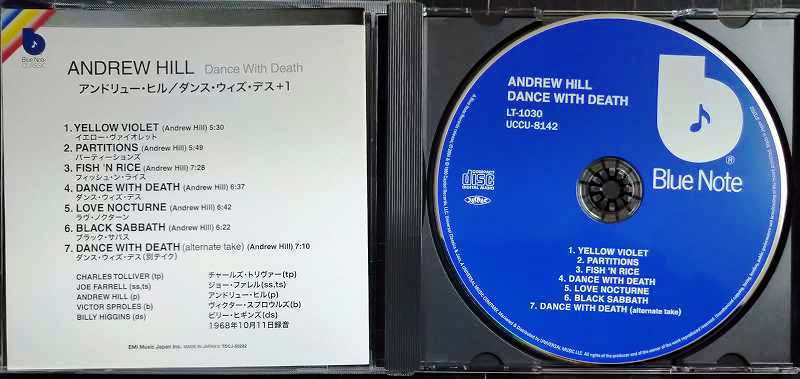 Blue Note
CLASSIC
ANDREW HILL Dance With Death
アンドリュー・ヒル／ダンス・ウィズ・デス+1
1. YELLOW VIOLET (Andrew Hill) 5:30
イエロー・ヴァイオレット
2. PARTITIONS (Andrew Hill) 5:49
パーティーションズ
3. FISH 'N RICE (Andrew Hill) 7:28
フィッシュ・ン・ライス
4. DANCE WITH DEATH (Andrew Hill) 6:37
ダンス・ウィズ・デス
5. LOVE NOCTURNE (Andrew Hill) 6:42
ラヴ・ノクターン
6. BLACK SABBATH (Andrew Hill) 6:22
ブラック・サバス
7. DANCE WITH DEATH (alternate take) (Andrew Hill) 7:10
ダンス・ウィズ・デス(別テイク)
CHARLES TOLLIVER (tp) チャールズ・トリヴァー(tp)
JOE FARRELL (ss,ts) ジョー・ファレル(ss,ts)
ANDREW HILL (p) アンドリュー・ヒル(p)
VICTOR SPROLES (b) ヴィクター・スプロウルズ(b)
BILLY HIGGINS (ds) ビリー・ヒギンズ(ds)
1968年10月11日録音
EMI Music Japan Inc. MADE IN JAPAN
ANDREW HILL
DANCE WITH DEATH
LT-1030
UCCU-8142
COMPACT
disc
DIGITAL AUDIO
®
Blue Note
1. YELLOW VIOLET
2. PARTITIONS
3. FISH 'N RICE
4. DANCE WITH DEATH
5. LOVE NOCTURNE
6. BLACK SABBATH
7. DANCE WITH DEATH (alternate take)